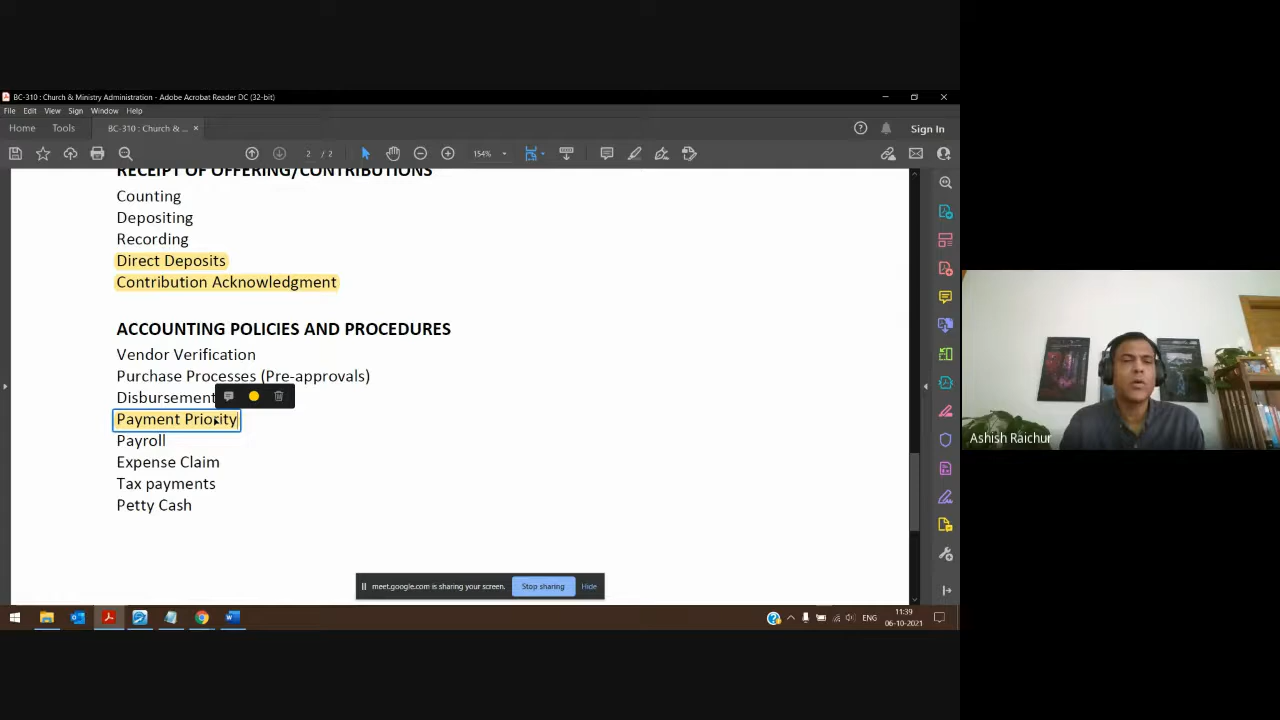 BC-310 : Church & Ministry Administration - Adobe Acrobat Reader DC (32-bit)
File Edit View Sign Window Help
Home Tools BC-310 : Church & ... × Sign In
2 / 2 154%
RECEIPT OF OFFERING/CONTRIBUTIONS
Counting
Depositing
Recording
Direct Deposits
Contribution Acknowledgment
ACCOUNTING POLICIES AND PROCEDURES
Vendor Verification
Purchase Processes (Pre-approvals)
Disbursement
Payment Priority
Payroll
Expense Claim
Tax payments
Petty Cash
Ashish Raichur
meet.google.com is sharing your screen. Stop sharing Hide
ENG
11:39
06-10-2021